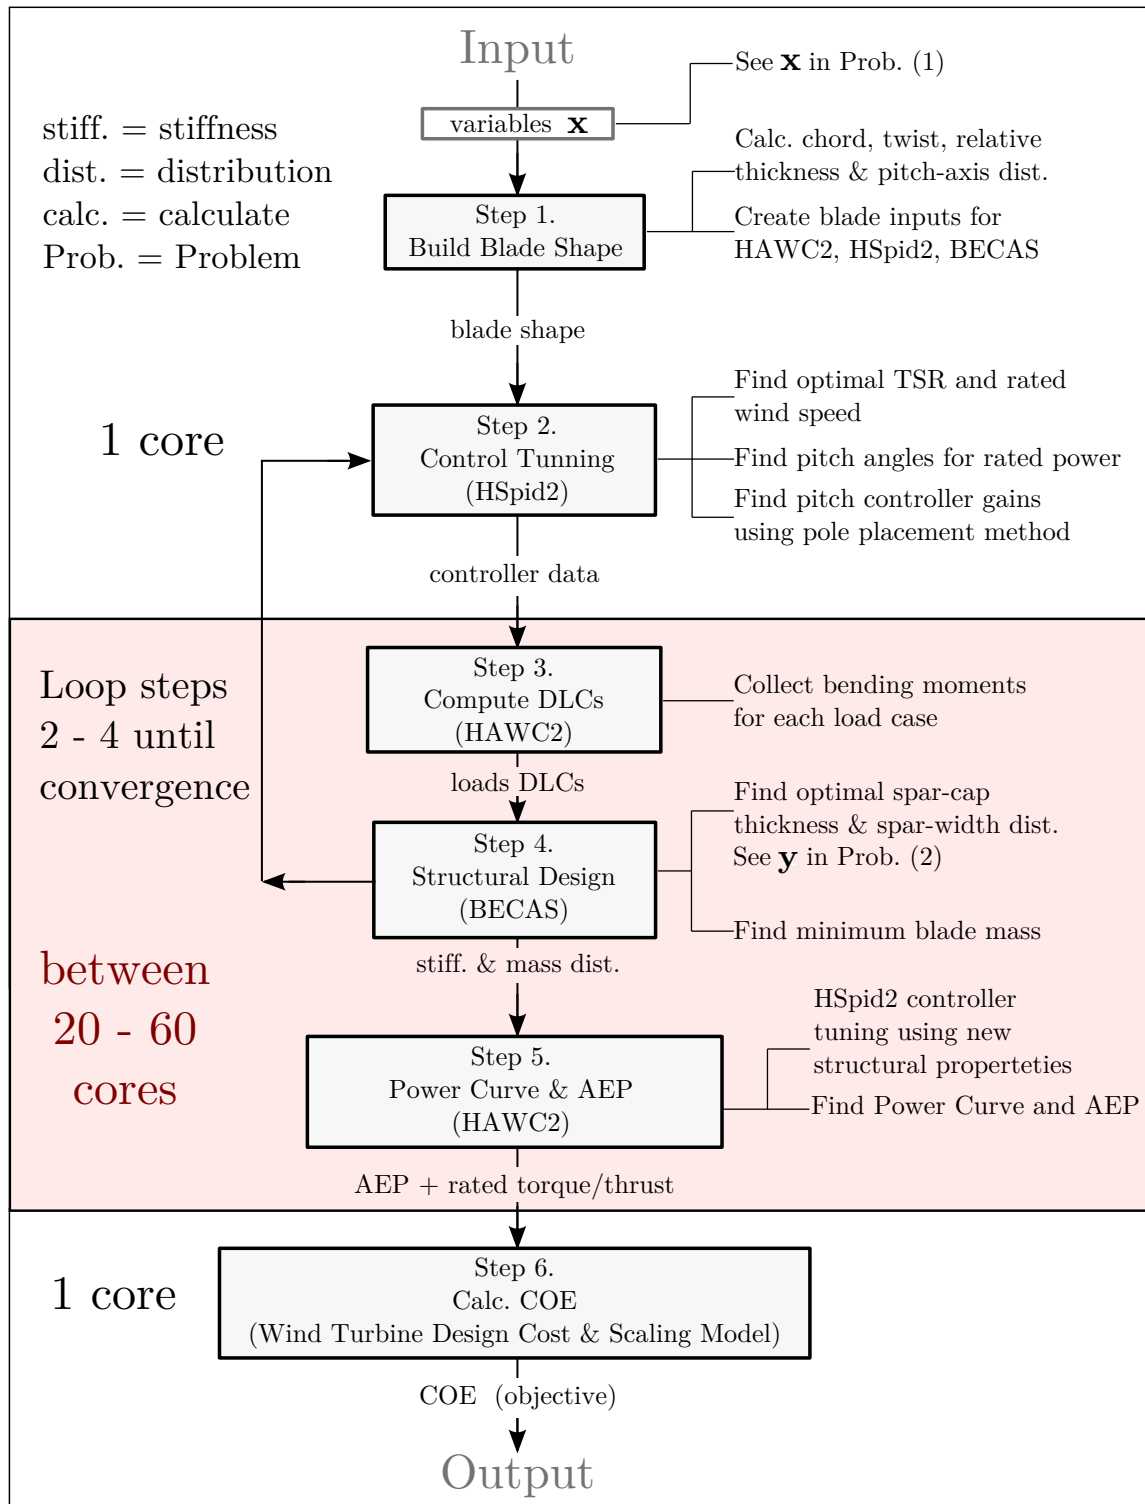 Input
See x in Prob. (1)
variables x
stiff. = stiffness
dist. = distribution
calc. = calculate
Prob. = Problem
Calc. chord, twist, relative
thickness & pitch-axis dist.
Step 1.
Build Blade Shape
Create blade inputs for
HAWC2, HSpid2, BECAS
blade shape
1 core
Step 2.
Control Tunning
(HSpid2)
Find optimal TSR and rated
wind speed
Find pitch angles for rated power
Find pitch controller gains
using pole placement method
controller data
Loop steps
2 - 4 until
convergence
Step 3.
Compute DLCs
(HAWC2)
Collect bending moments
for each load case
loads DLCs
Step 4.
Structural Design
(BECAS)
Find optimal spar-cap
thickness & spar-width dist.
See y in Prob. (2)
Find minimum blade mass
stiff. & mass dist.
between
20 - 60
cores
Step 5.
Power Curve & AEP
(HAWC2)
HSpid2 controller
tuning using new
structural properteties
Find Power Curve and AEP
AEP + rated torque/thrust
1 core
Step 6.
Calc. COE
(Wind Turbine Design Cost & Scaling Model)
COE (objective)
Output